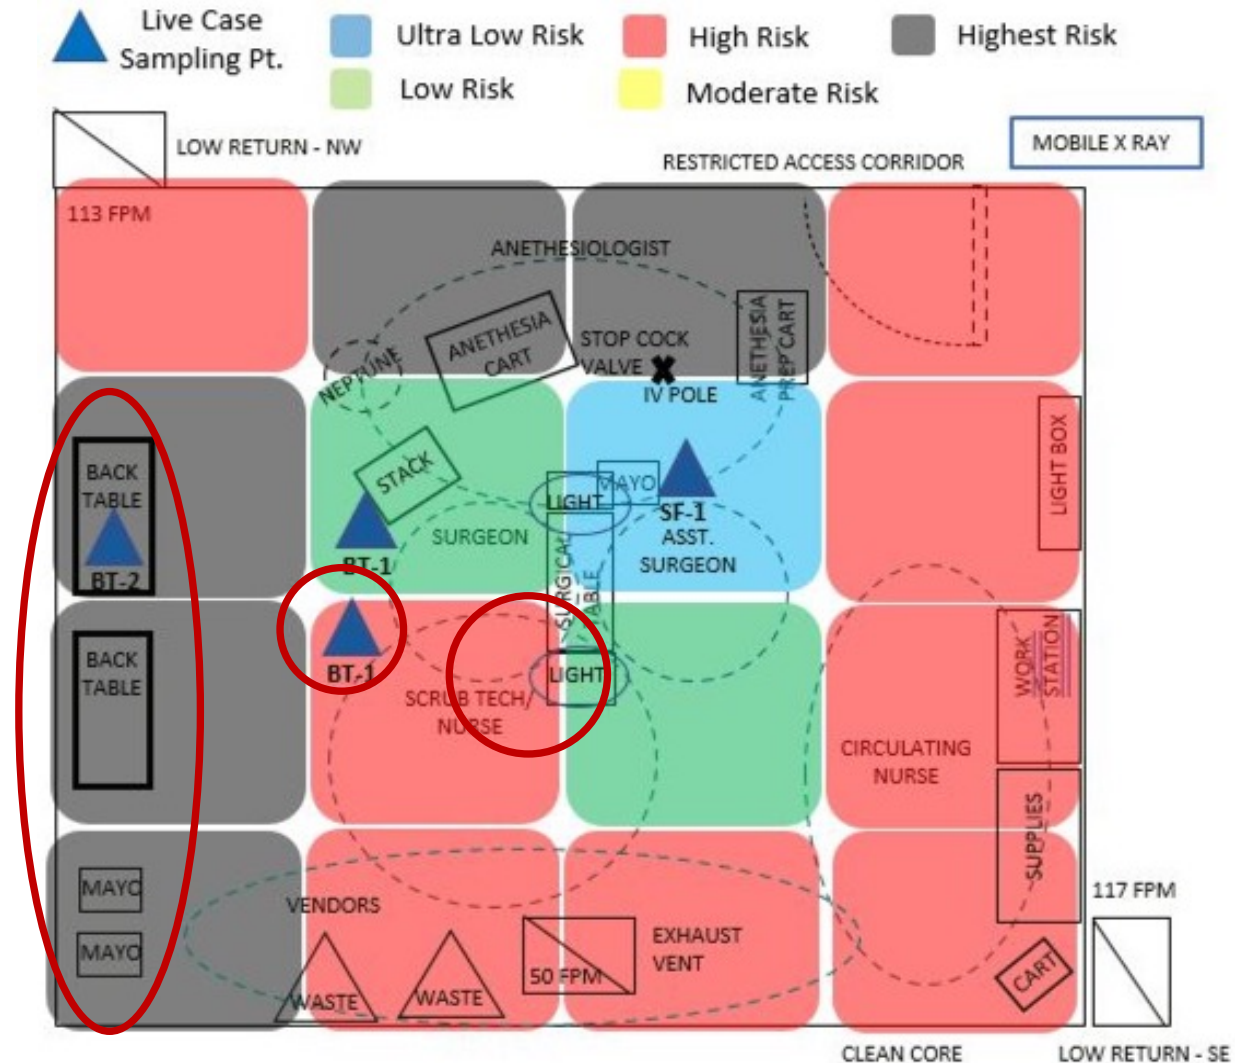 Live Case
Sampling Pt.
Ultra Low Risk
High Risk
Highest Risk
Low Risk
Moderate Risk
LOW RETURN - NW
RESTRICTED ACCESS CORRIDOR
MOBILE X RAY
113 FPM
ANETHESIOLOGIST
NEPTUNE
ANETHESIA
CART
STOP COCK
VALVE
IV POLE
ANETHESIA
PREP CART
BACK
TABLE
BT-2
STACK
BT-1
SURGEON
LIGHT
MAYO
SF-1
ASST.
SURGEON
LIGHT BOX
SURGICAL
TABLE
BACK
TABLE
BT-1
SCRUB TECH/
NURSE
LIGHT
WORK
STATION
CIRCULATING
NURSE
SUPPLIES
MAYO
MAYO
VENDORS
WASTE
WASTE
50 FPM
EXHAUST
VENT
CART
117 FPM
CLEAN CORE
LOW RETURN - SE